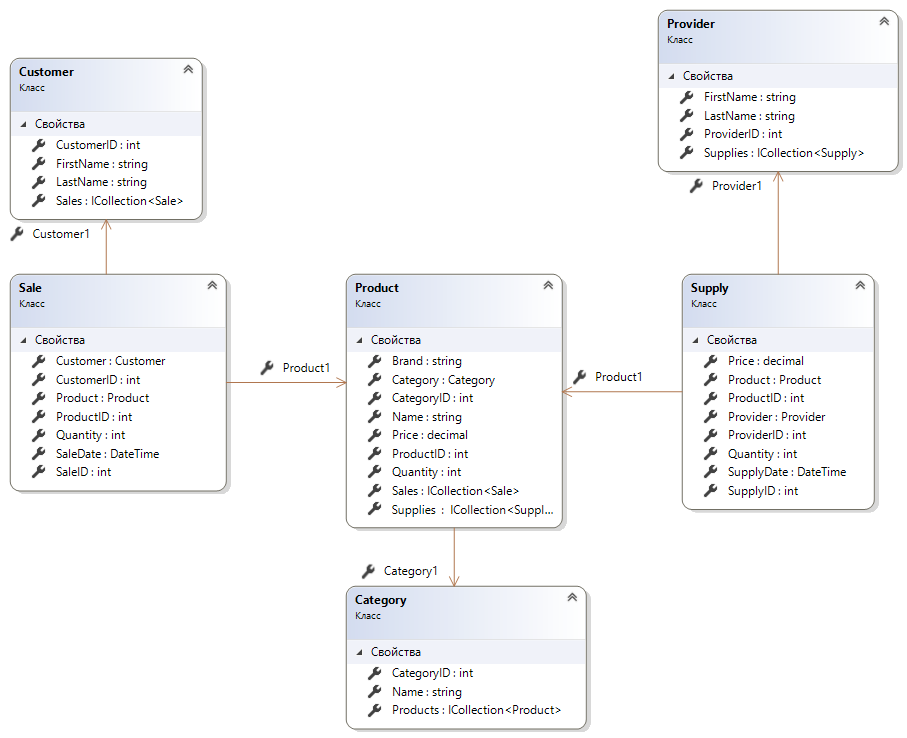 Provider
Класс
Свойства
FirstName : string
LastName : string
ProviderID : int
Supplies : ICollection<Supply>
Provider1
Customer
Класс
Свойства
CustomerID : int
FirstName : string
LastName : string
Sales : ICollection<Sale>
Customer1
Sale
Класс
Свойства
Customer : Customer
CustomerID : int
Product : Product
ProductID : int
Quantity : int
SaleDate : DateTime
SaleID : int
Product1
Product
Класс
Свойства
Brand : string
Category : Category
CategoryID : int
Name : string
Price : decimal
ProductID : int
Quantity : int
Sales : ICollection<Sale>
Supplies : ICollection<Suppl...
Product1
Supply
Класс
Свойства
Price : decimal
Product : Product
ProductID : int
Provider : Provider
ProviderID : int
Quantity : int
SupplyDate : DateTime
SupplyID : int
Category1
Category
Класс
Свойства
CategoryID : int
Name : string
Products : ICollection<Product>